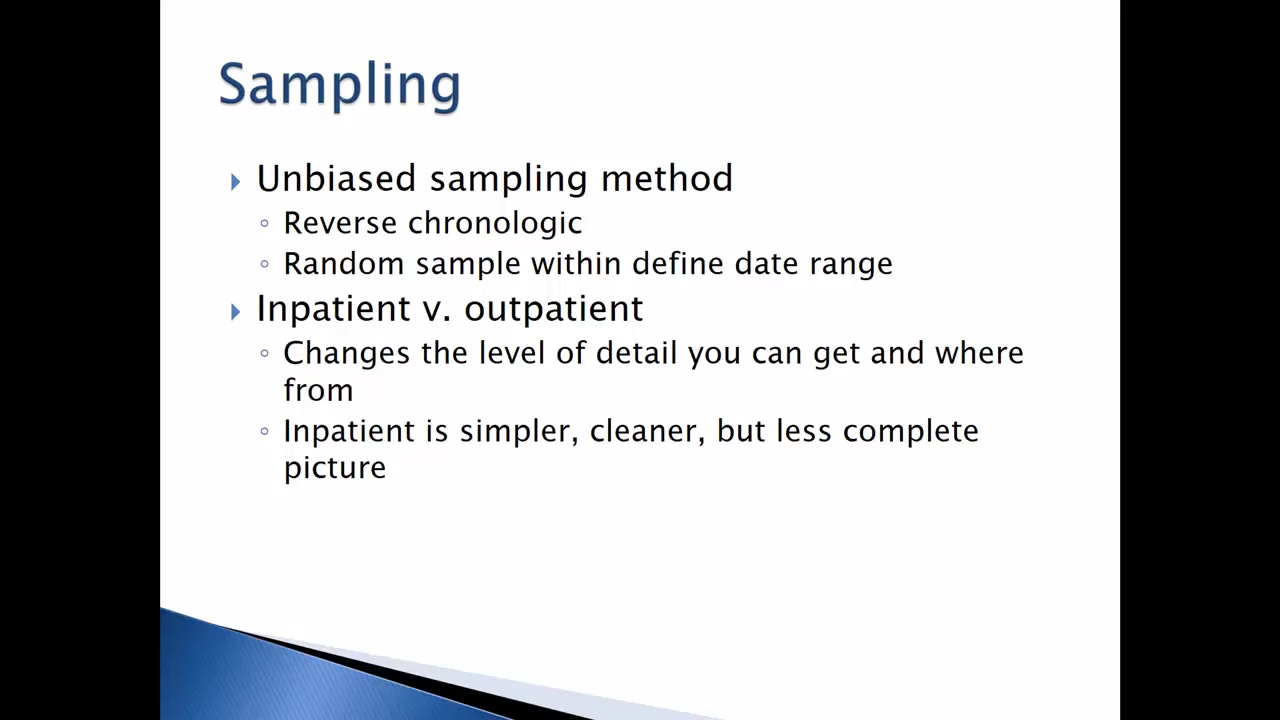 Sampling
Unbiased sampling method
Reverse chronologic
Random sample within define date range
Inpatient v. outpatient
Changes the level of detail you can get and where
from
Inpatient is simpler, cleaner, but less complete
picture